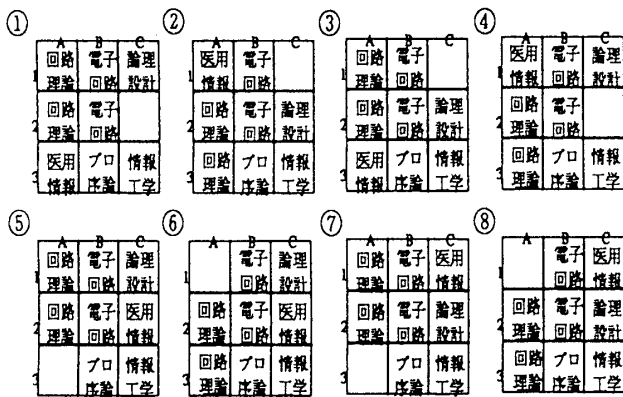 ①
A B C
回路 電子 論理
1 理論 回路 設計
回路 電子
2 理論 回路
医用 プロ 情報
3 情報 序論 工学
②
A B C
医用 電子
1 情報 回路
回路 電子 論理
2 理論 回路 設計
回路 プロ 情報
3 理論 序論 工学
③
A B C
回路 電子
1 理論 回路
回路 電子 論理
2 理論 回路 設計
医用 プロ 情報
3 情報 序論 工学
④
A B C
医用 電子 論理
1 情報 回路 設計
回路 電子
2 理論 回路
回路 プロ 情報
3 理論 序論 工学
⑤
A B C
回路 電子 論理
1 理論 回路 設計
回路 電子 医用
2 理論 回路 情報
プロ 情報
3 序論 工学
⑥
A B C
電子 論理
1 回路 設計
回路 電子 医用
2 理論 回路 情報
回路 プロ 情報
3 理論 序論 工学
⑦
A B C
回路 電子 医用
1 理論 回路 情報
回路 電子 論理
2 理論 回路 設計
プロ 情報
3 序論 工学
⑧
A B C
電子 医用
1 回路 情報
回路 電子 論理
2 理論 回路 設計
回路 プロ 情報
3 理論 序論 工学